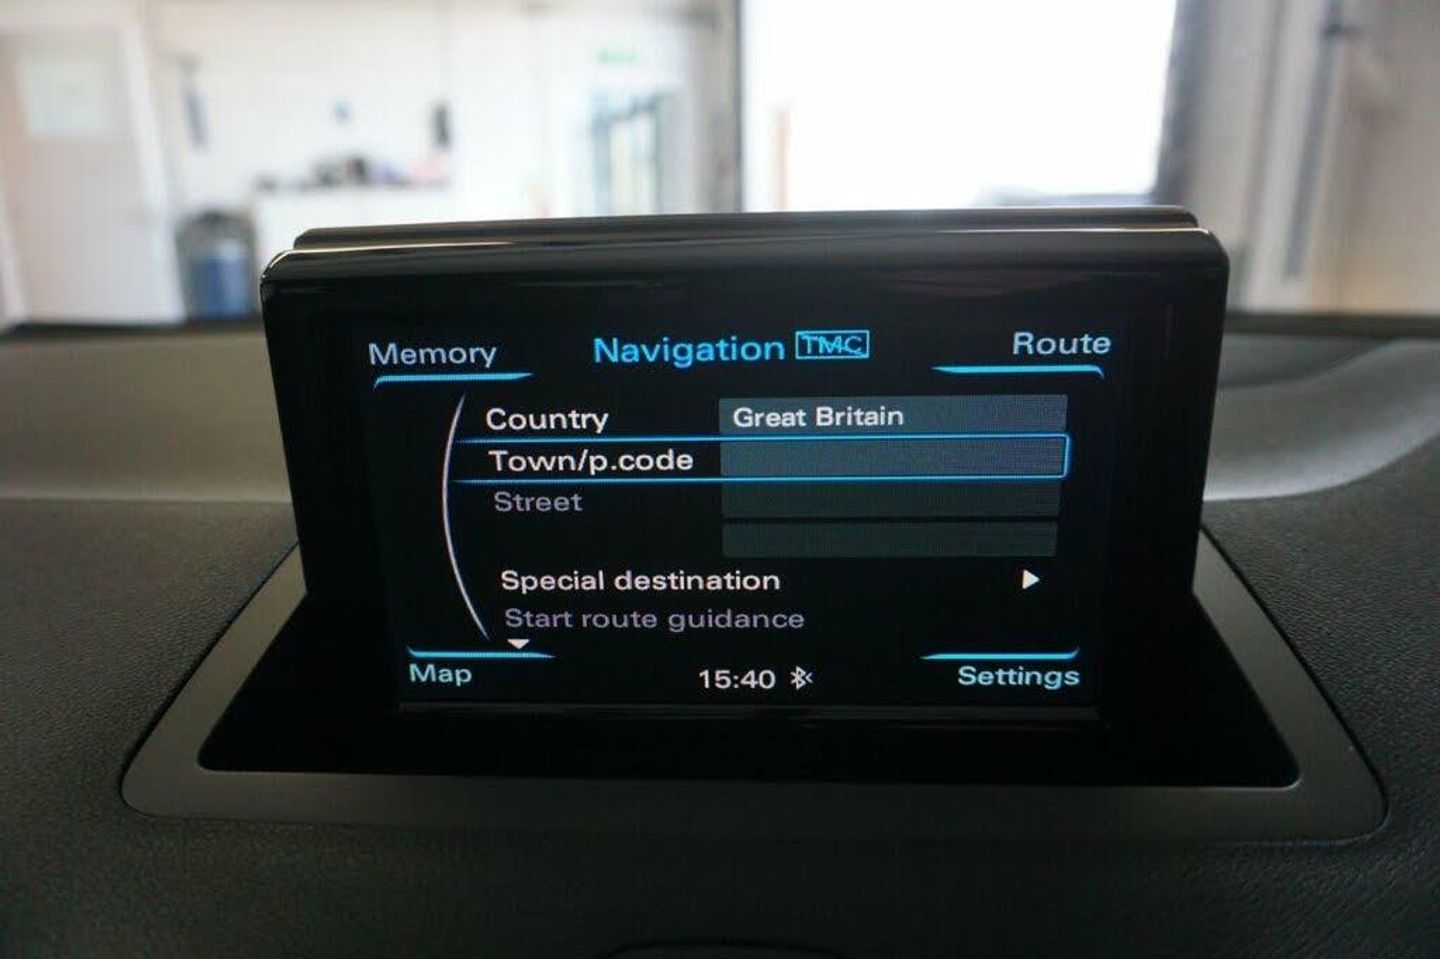 Memory
Navigation TMC
Route
Country Great Britain
Town/p.code
Street
Special destination
Start route guidance
Map
15:40
Settings